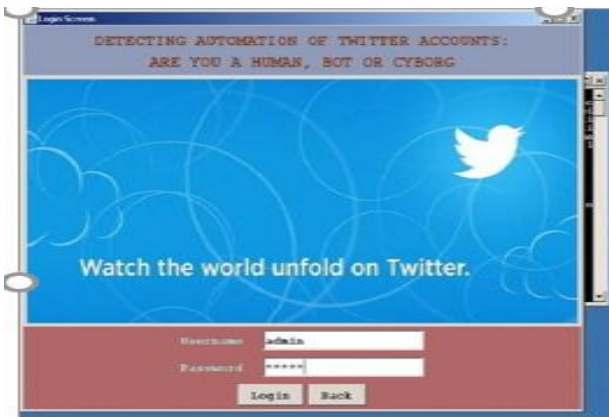 Login Screen
DETECTING AUTOMATION OF TWITTER ACCOUNTS:
ARE YOU A HUMAN, BOT OR CYBORG
Watch the world unfold on Twitter.
Username admin
Password *****
Login Back